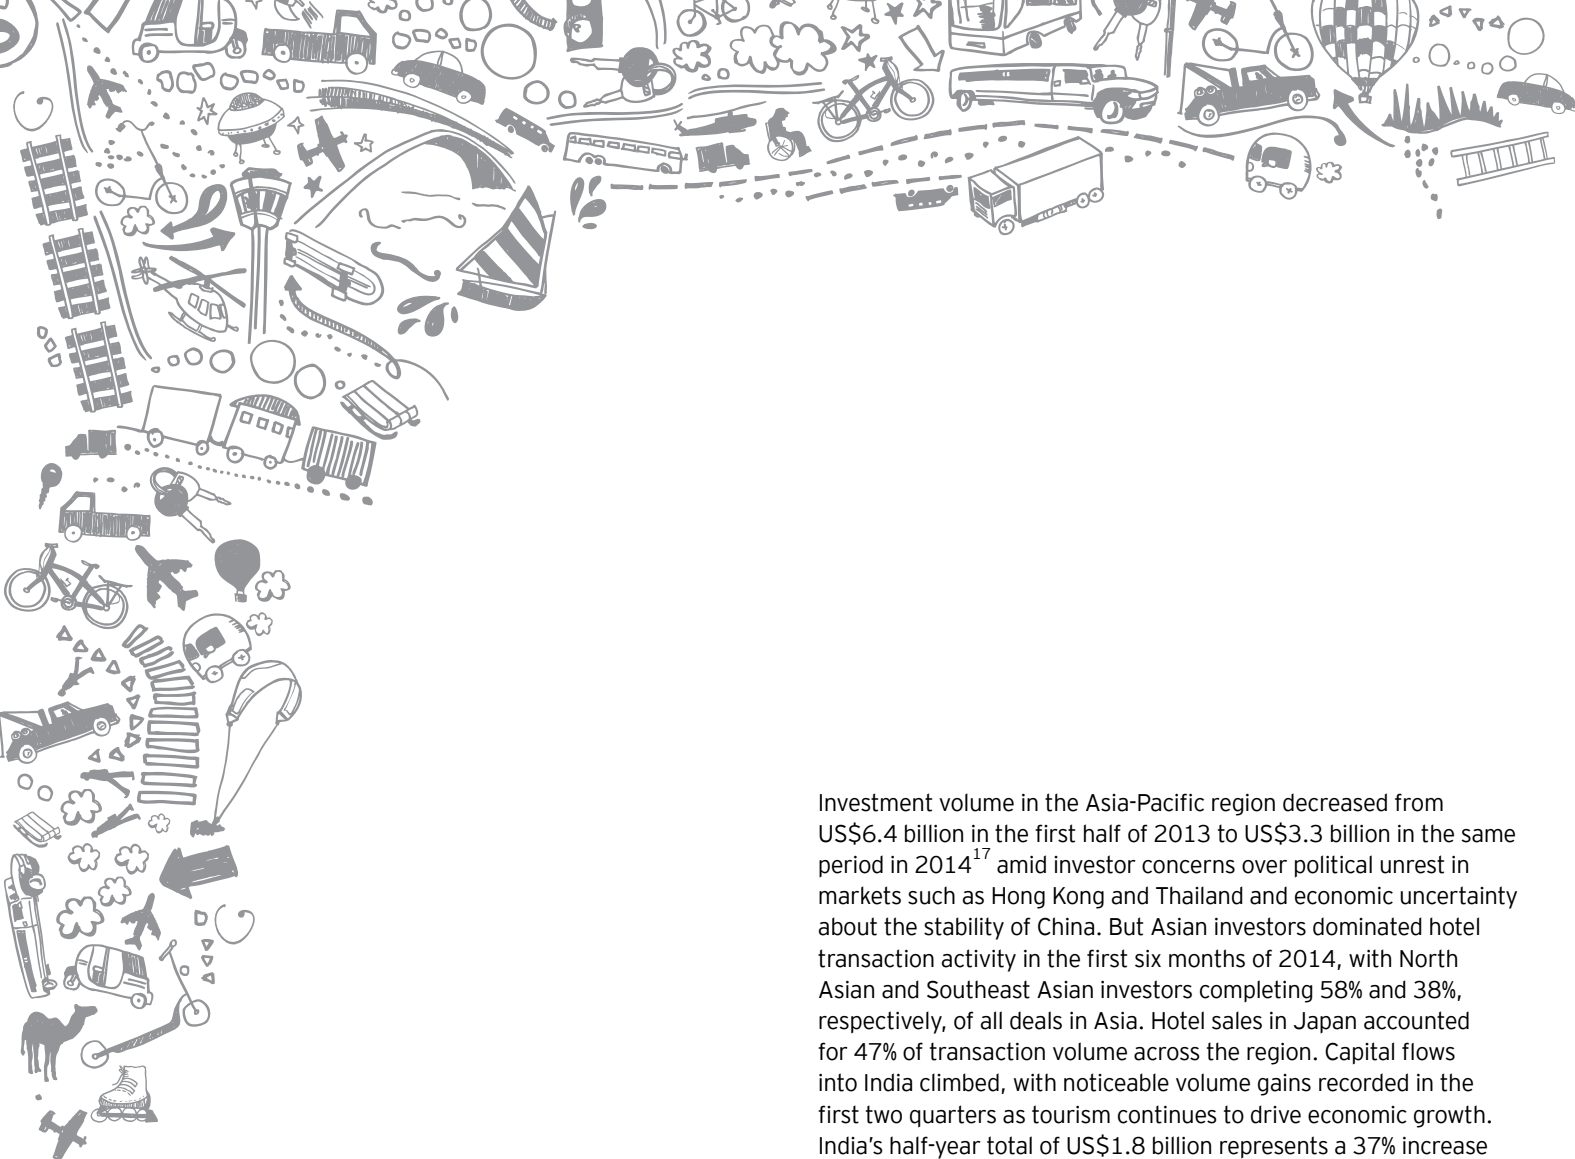 Investment volume in the Asia-Pacific region decreased from
US$6.4 billion in the first half of 2013 to US$3.3 billion in the same
period in 201417 amid investor concerns over political unrest in
markets such as Hong Kong and Thailand and economic uncertainty
about the stability of China. But Asian investors dominated hotel
transaction activity in the first six months of 2014, with North
Asian and Southeast Asian investors completing 58% and 38%,
respectively, of all deals in Asia. Hotel sales in Japan accounted
for 47% of transaction volume across the region. Capital flows
into India climbed, with noticeable volume gains recorded in the
first two quarters as tourism continues to drive economic growth.
India's half-year total of US$1.8 billion represents a 37% increase